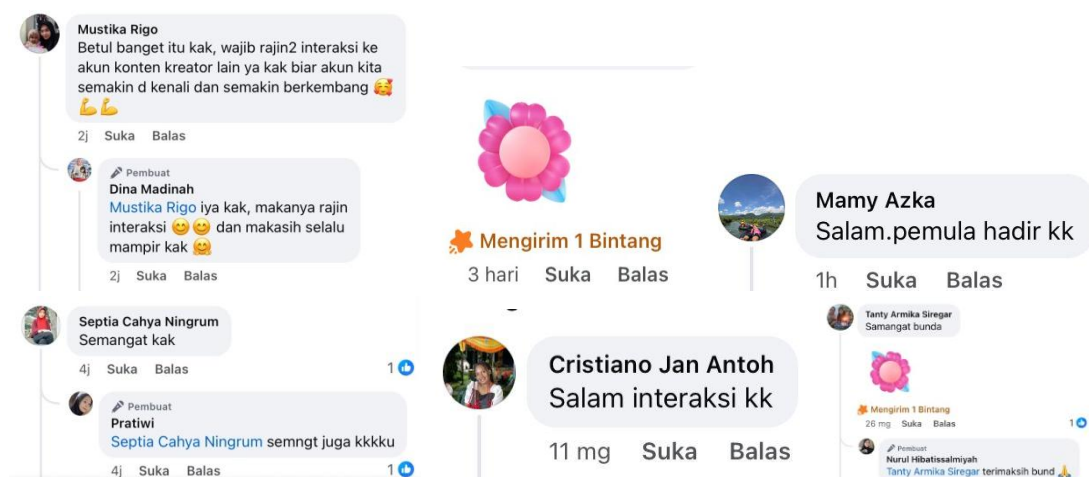 Mustika Rigo
Betul banget itu kak, wajib rajin2 interaksi ke
akun konten kreator lain ya kak biar akun kita
semakin d kenali dan semakin berkembang 🥰
💪💪
2j Suka Balas
Pembuat
Dina Madinah
Mustika Rigo iya kak, makanya rajin
interaksi 😊😊 dan makasih selalu
mampir kak 🤗
2j Suka Balas
Septia Cahya Ningrum
Semangat kak
4j Suka Balas 1
Pembuat
Pratiwi
Septia Cahya Ningrum semngt juga kkkku
4j Suka Balas 1
Mengirim 1 Bintang
3 hari Suka Balas
Cristiano Jan Antoh
Salam interaksi kk
11 mg Suka Balas
Mamy Azka
Salam.pemula hadir kk
1h Suka Balas
Tanty Armika Siregar
Samangat bunda
Mengirim 1 Bintang
26 mg Suka Balas 1
Pembuat
Nurul Hibatissalmiyah
Tanty Armika Siregar terimaksih bund 🙏